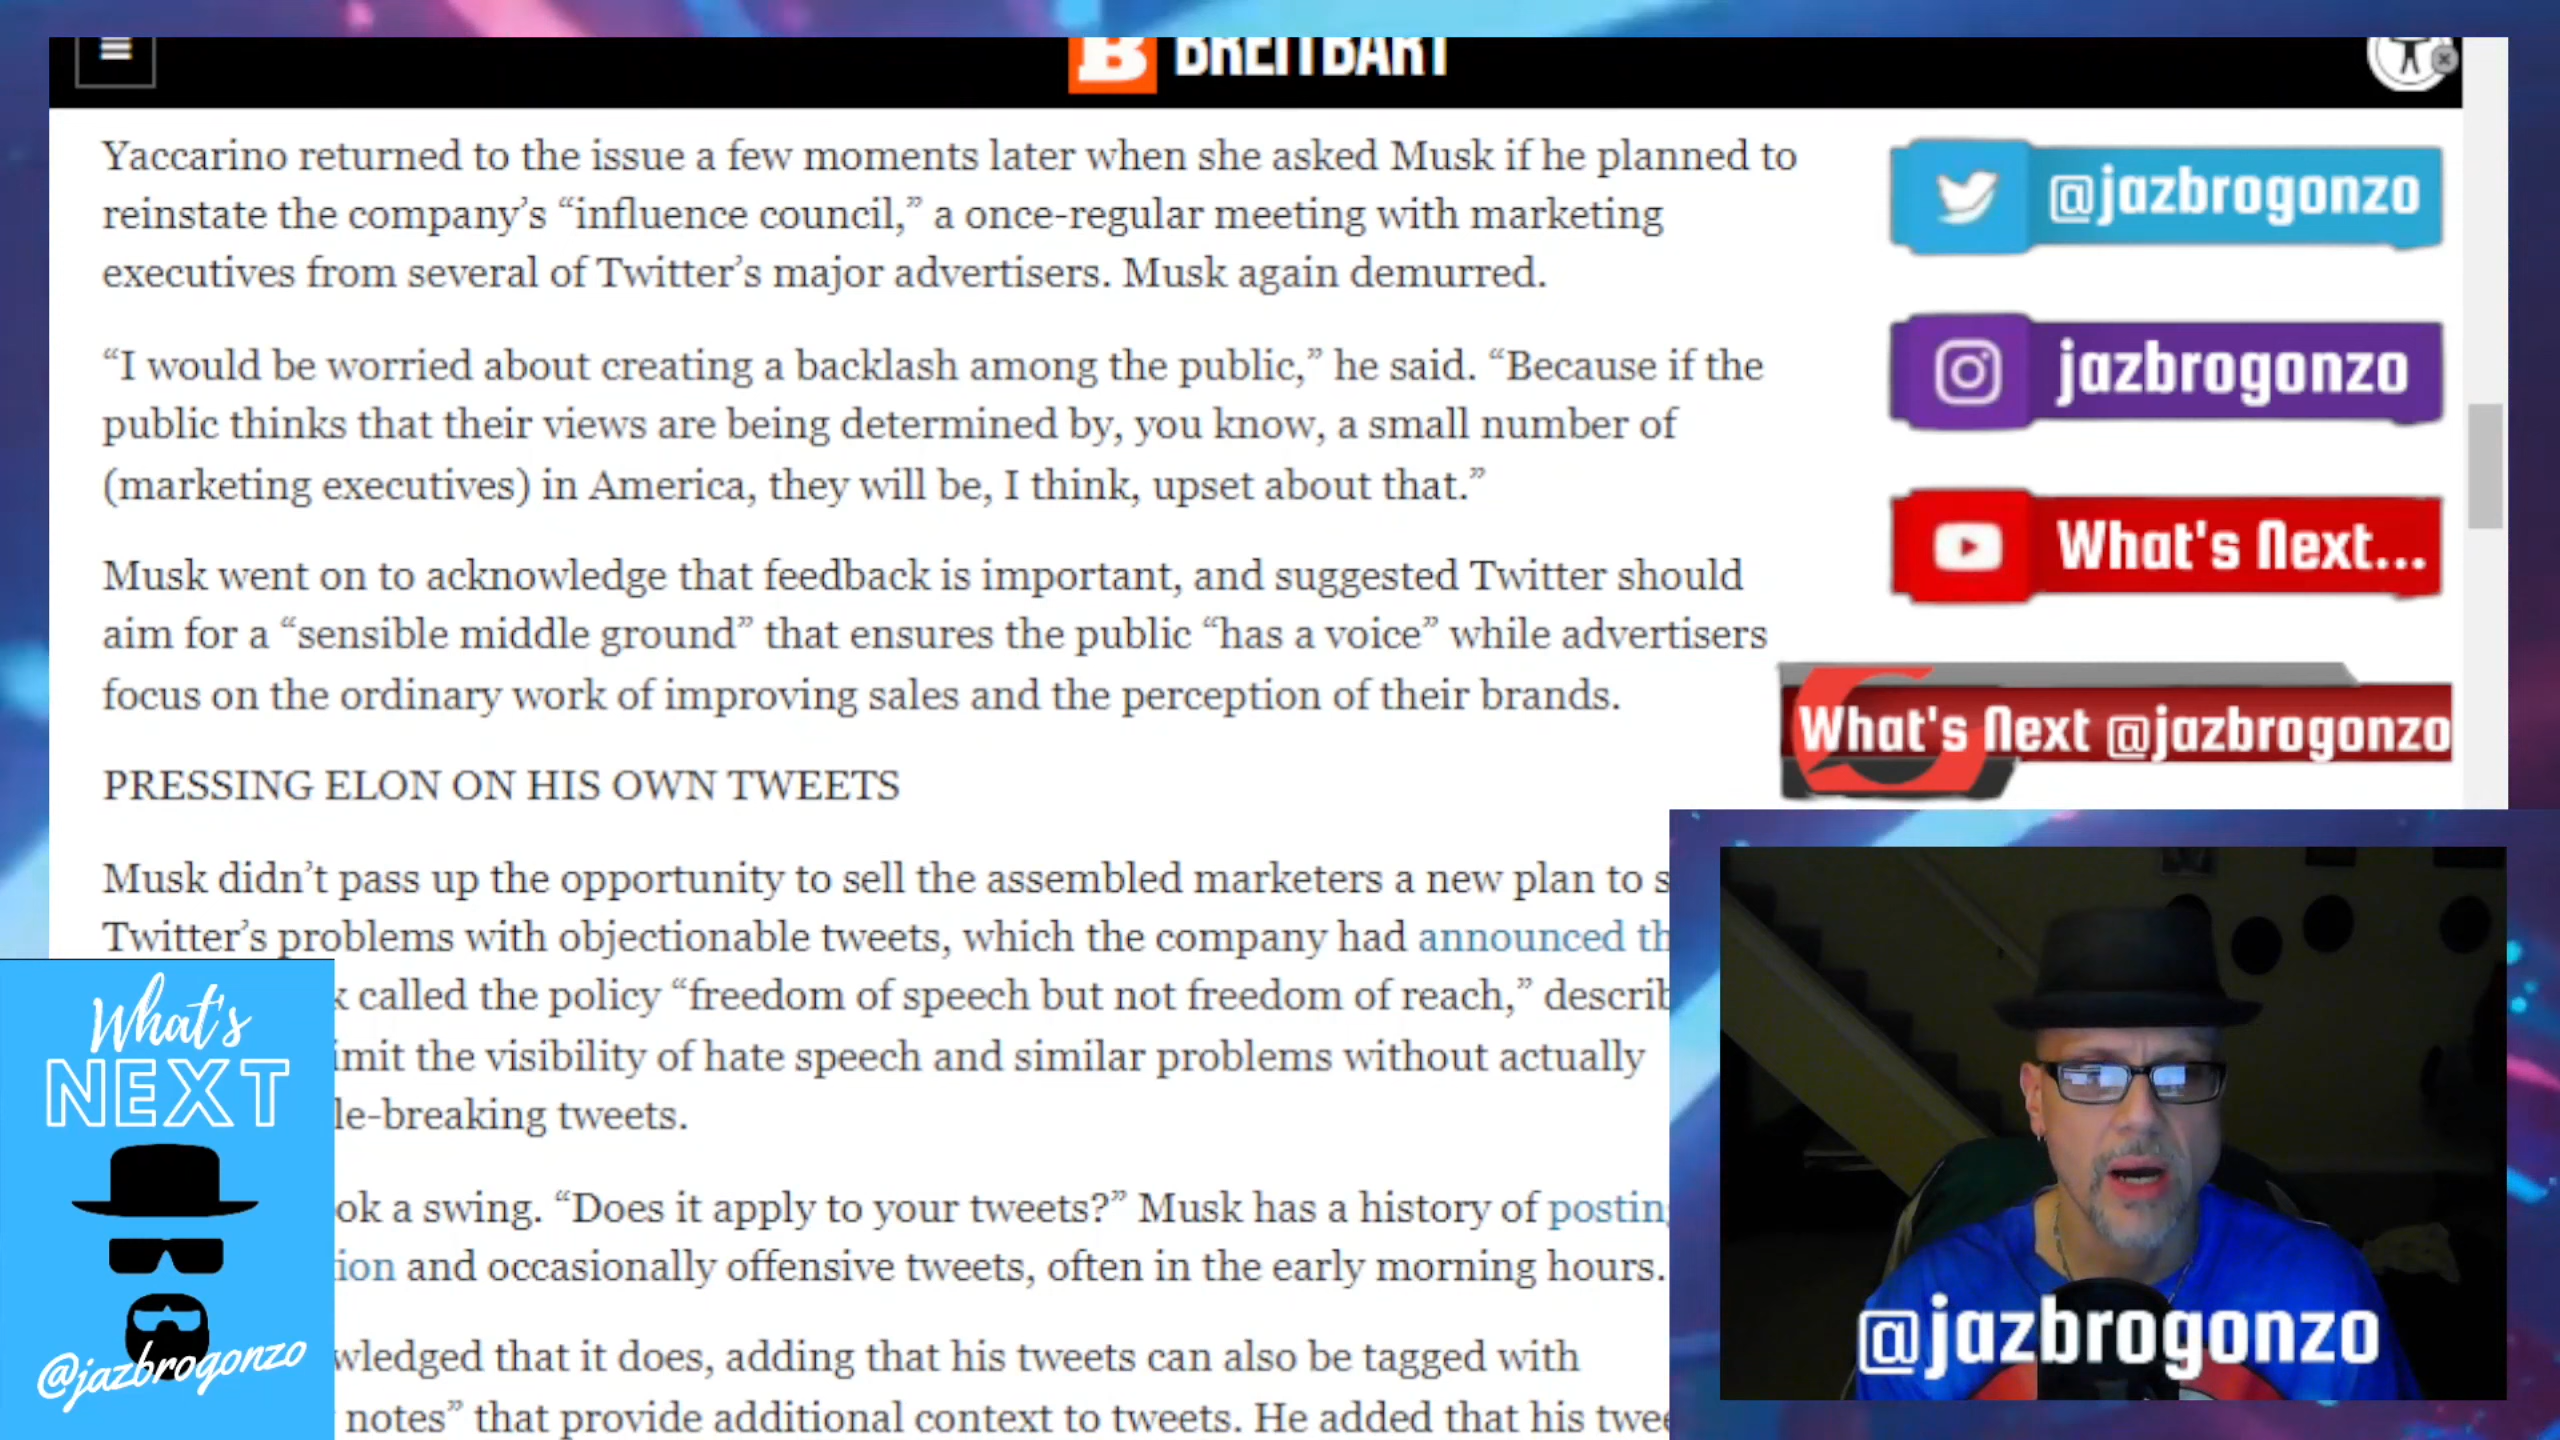 BREITBART
Yaccarino returned to the issue a few moments later when she asked Musk if he planned to
reinstate the company’s “influence council,” a once-regular meeting with marketing
executives from several of Twitter’s major advertisers. Musk again demurred.
“I would be worried about creating a backlash among the public,” he said. “Because if the
public thinks that their views are being determined by, you know, a small number of
(marketing executives) in America, they will be, I think, upset about that.”
Musk went on to acknowledge that feedback is important, and suggested Twitter should
aim for a “sensible middle ground” that ensures the public “has a voice” while advertisers
focus on the ordinary work of improving sales and the perception of their brands.
PRESSING ELON ON HIS OWN TWEETS
Musk didn’t pass up the opportunity to sell the assembled marketers a new plan to s
Twitter’s problems with objectionable tweets, which the company had announced th
k called the policy “freedom of speech but not freedom of reach,” describ
imit the visibility of hate speech and similar problems without actually
le-breaking tweets.
ok a swing. “Does it apply to your tweets?” Musk has a history of postin
ion and occasionally offensive tweets, often in the early morning hours.
wledged that it does, adding that his tweets can also be tagged with
notes” that provide additional context to tweets. He added that his twee
@jazbrogonzo
jazbrogonzo
What's Next...
What's Next @jazbrogonzo
What's
NEXT
@jazbrogonzo
@jazbrogonzo